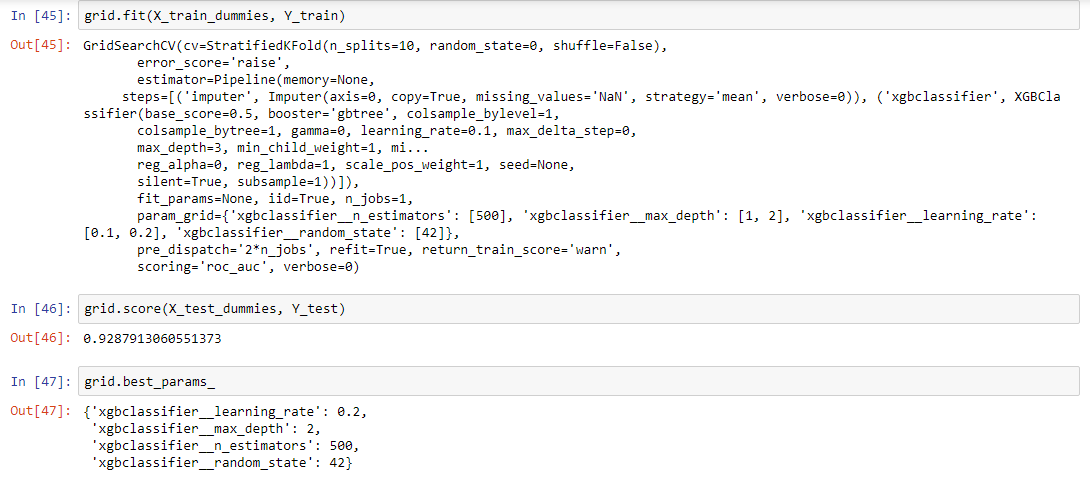 In [45]: grid.fit(X_train_dummies, Y_train)
Out[45]: GridSearchCV(cv=StratifiedKFold(n_splits=10, random_state=0, shuffle=False),
error_score='raise',
estimator=Pipeline(memory=None,
steps=[('imputer', Imputer(axis=0, copy=True, missing_values='NaN', strategy='mean', verbose=0)), ('xgbclassifier', XGBCla
ssifier(base_score=0.5, booster='gbtree', colsample_bylevel=1,
colsample_bytree=1, gamma=0, learning_rate=0.1, max_delta_step=0,
max_depth=3, min_child_weight=1, mi...
reg_alpha=0, reg_lambda=1, scale_pos_weight=1, seed=None,
silent=True, subsample=1))]),
fit_params=None, iid=True, n_jobs=1,
param_grid={'xgbclassifier__n_estimators': [500], 'xgbclassifier__max_depth': [1, 2], 'xgbclassifier__learning_rate':
[0.1, 0.2], 'xgbclassifier__random_state': [42]},
pre_dispatch='2*n_jobs', refit=True, return_train_score='warn',
scoring='roc_auc', verbose=0)
In [46]: grid.score(X_test_dummies, Y_test)
Out[46]: 0.9287913060551373
In [47]: grid.best_params_
Out[47]: {'xgbclassifier__learning_rate': 0.2,
'xgbclassifier__max_depth': 2,
'xgbclassifier__n_estimators': 500,
'xgbclassifier__random_state': 42}